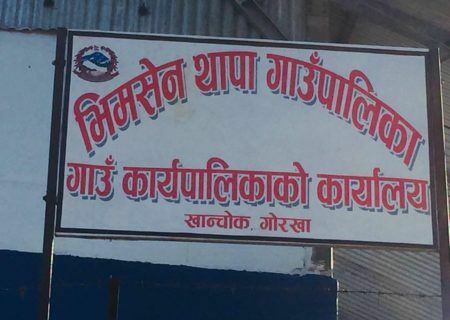 भिमसेन थापा गाउँपालिका
गाउँ कार्यपालिकाको कार्यालय
खान्चोक, गोरखा